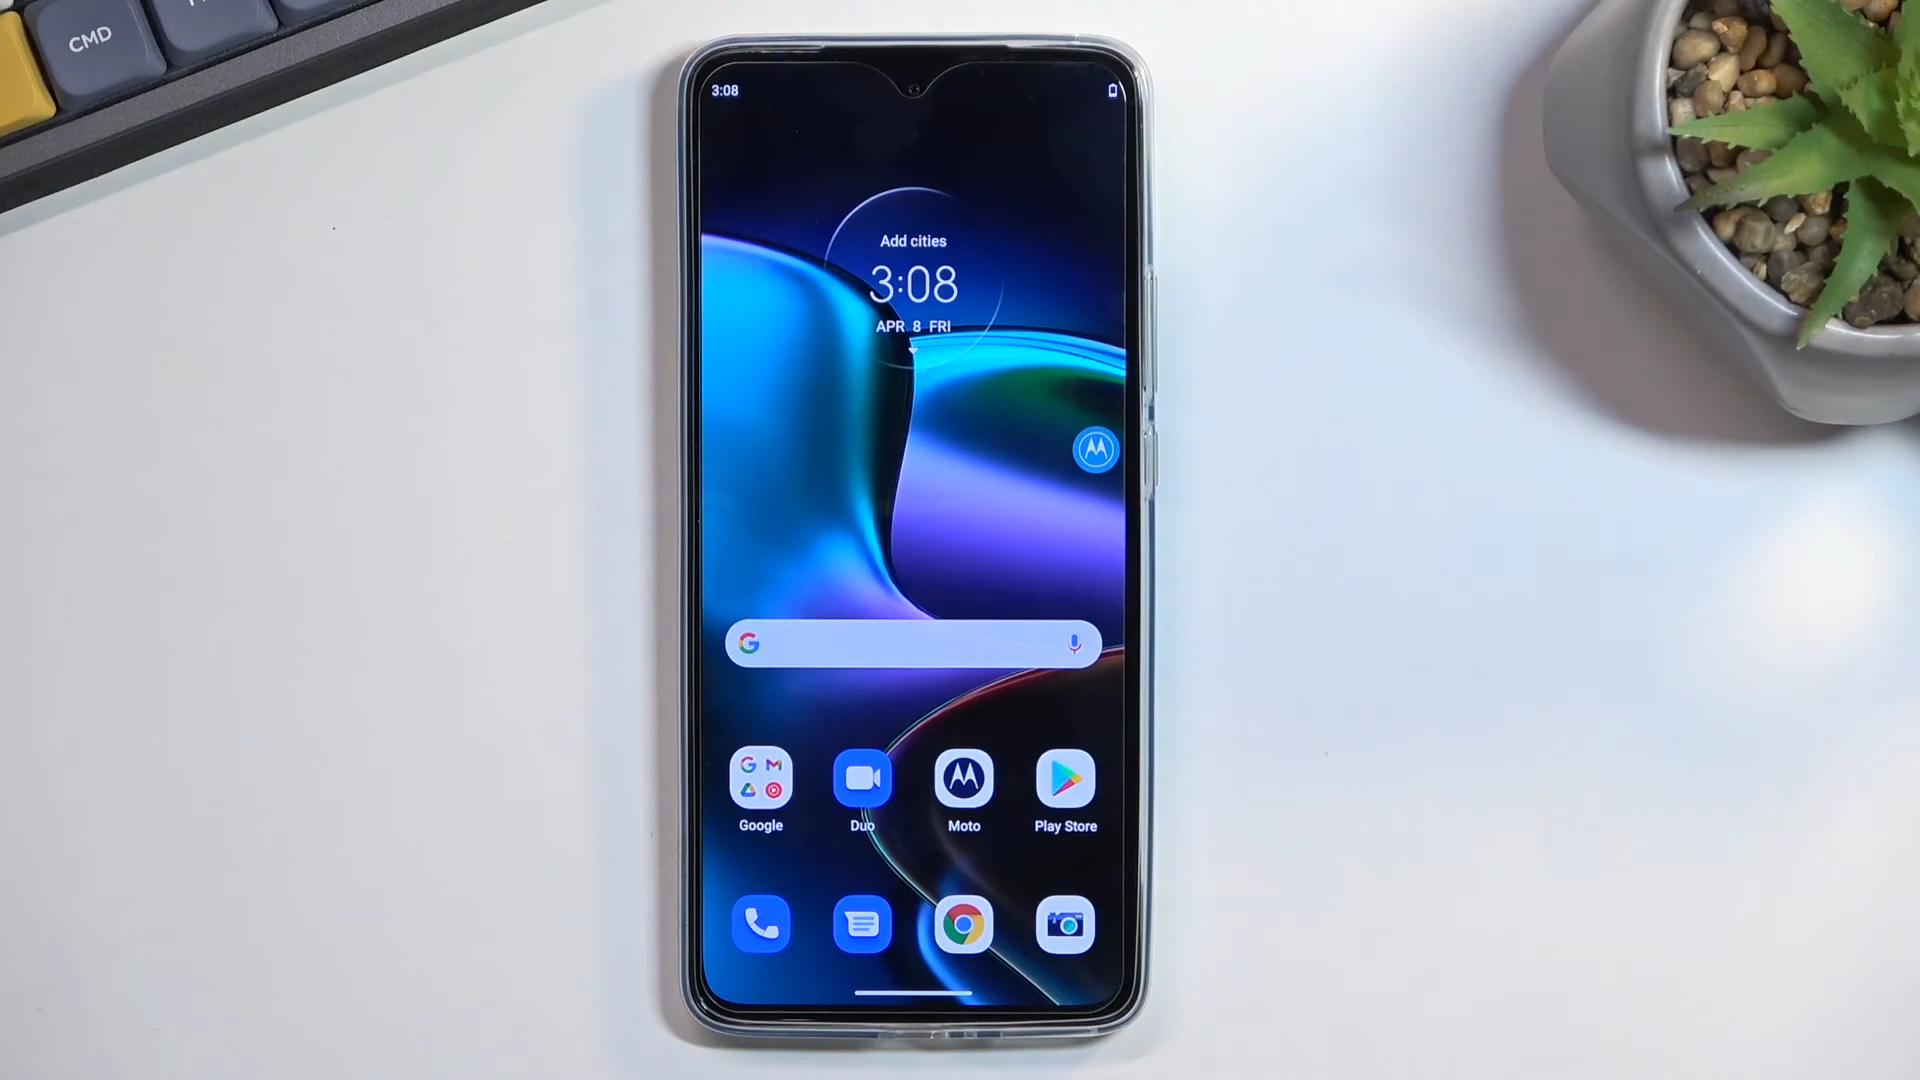 CMD
3:08
Add cities
3:08
APR 8 FRI
Google
Duo
Moto
Play Store